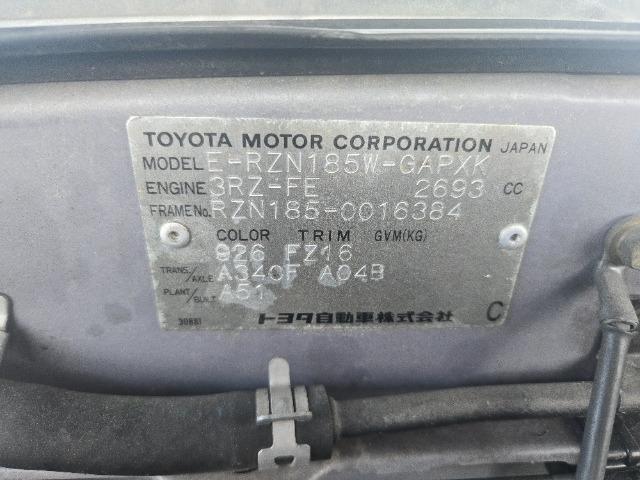 TOYOTA MOTOR CORPORATION JAPAN
MODEL E-RZN185W-GAPXK
ENGINE 3RZ-FE 2693 CC
FRAME No. RZN185-0016384
COLOR TRIM GVM(KG)
926 FZ16
TRANS./AXLE A340F A04B
PLANT/BUILT A51
30881 トヨタ自動車株式会社 C